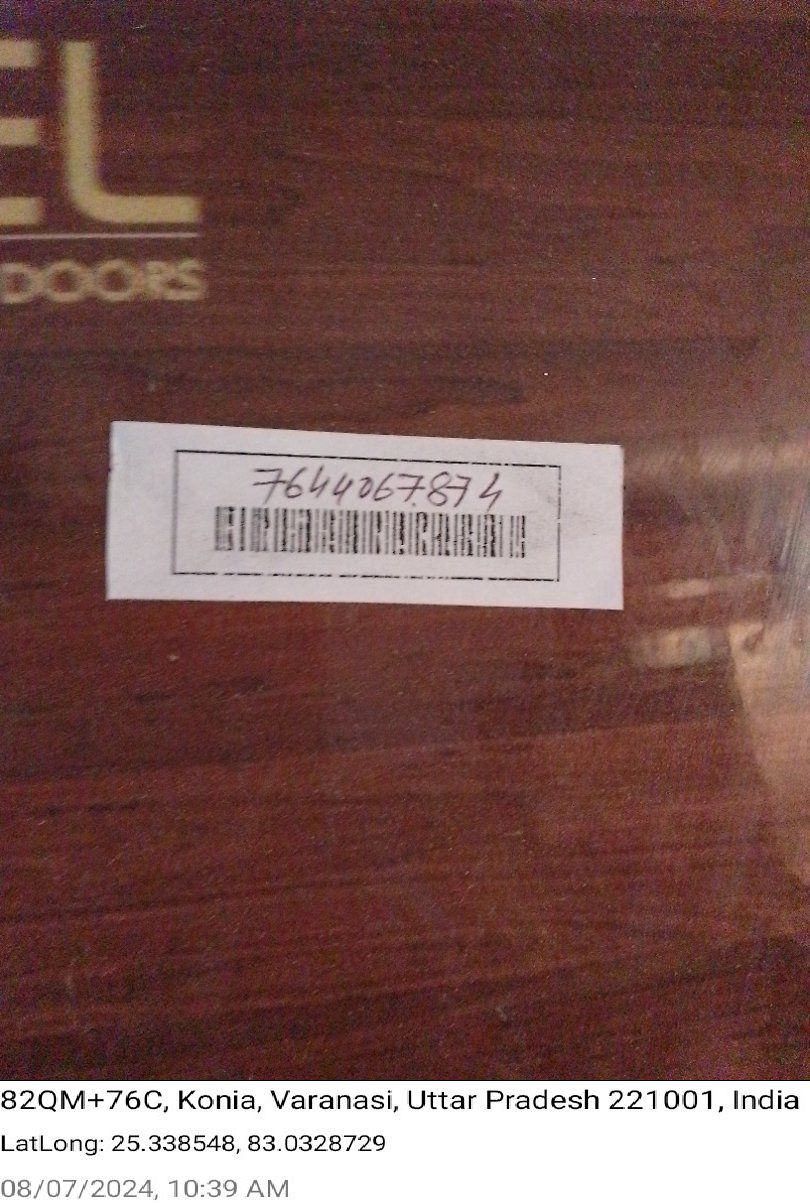 EL
DOORS
7644067874
82QM+76C, Konia, Varanasi, Uttar Pradesh 221001, India
LatLong: 25.338548, 83.0328729
08/07/2024, 10:39 AM